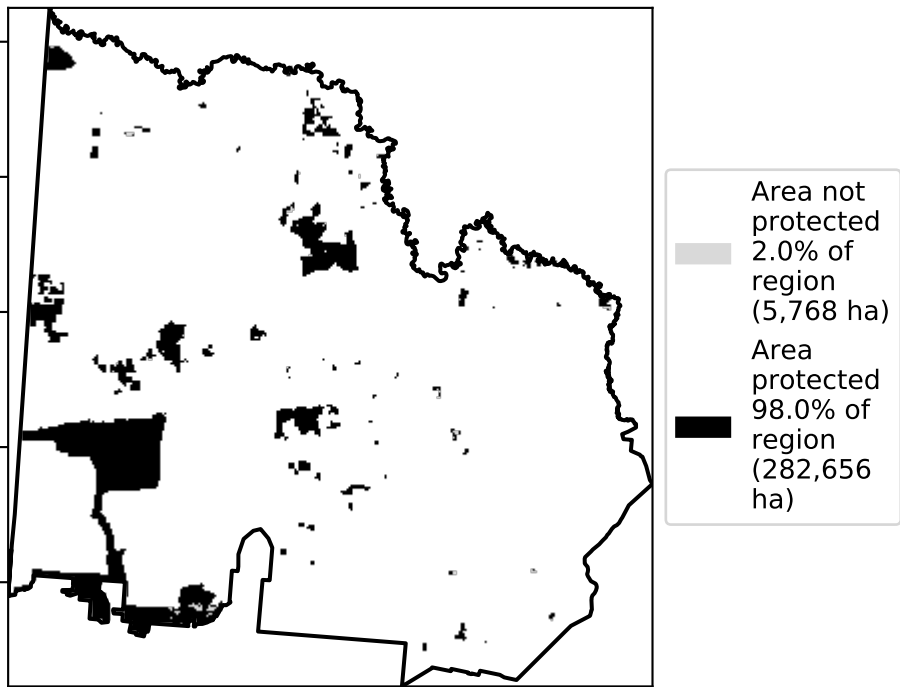 Area not
protected
2.0% of
region
(5,768 ha)
Area
protected
98.0% of
region
(282,656
ha)